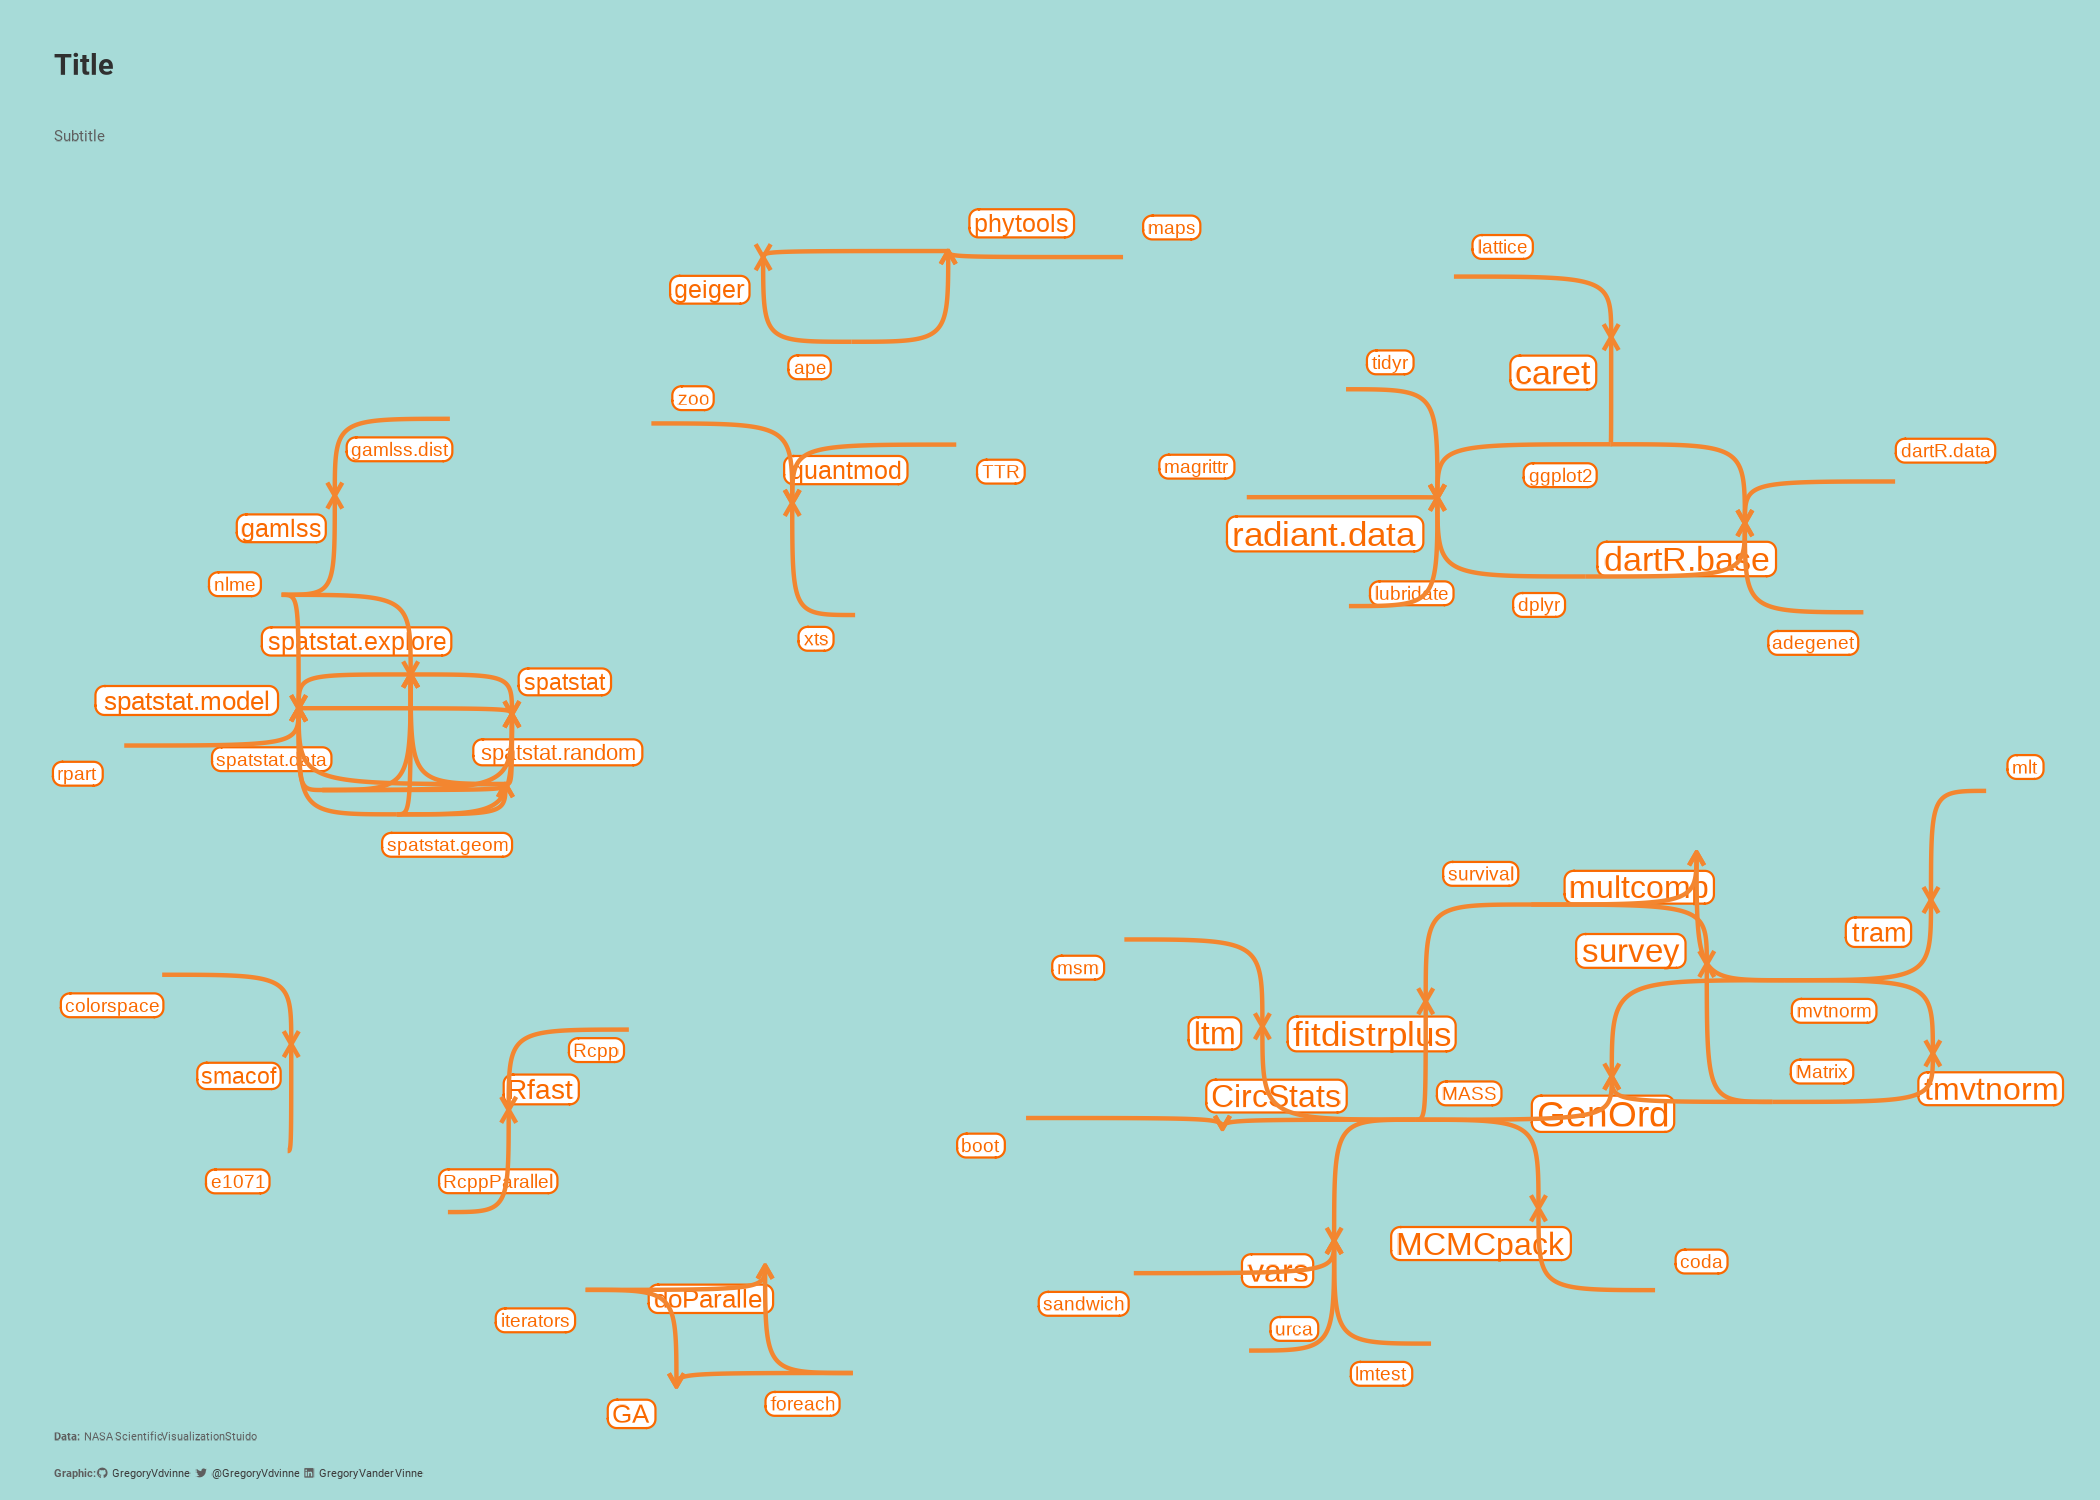 Title
Subtitle
phytools
maps
lattice
geiger
ape
tidyr
caret
zoo
gamlss.dist
quantmod
TTR
magrittr
ggplot2
dartR.data
gamlss
radiant.data
dartR.base
nlme
lubridate
dplyr
spatstat.explore
xts
adegenet
spatstat
spatstat.model
spatstat.random
spatstat.data
rpart
mlt
spatstat.geom
survival
multcomp
tram
survey
msm
colorspace
mvtnorm
ltm
fitdistrplus
Rcpp
smacof
Matrix
Rfast
CircStats
MASS
GenOrd
tmvtnorm
boot
e1071
RcppParallel
MCMCpack
coda
vars
doParallel
sandwich
iterators
urca
lmtest
foreach
GA
Data: NASA ScientificVisualizationStuido
Graphic: GregoryVdvinne @GregoryVdvinne GregoryVanderVinne